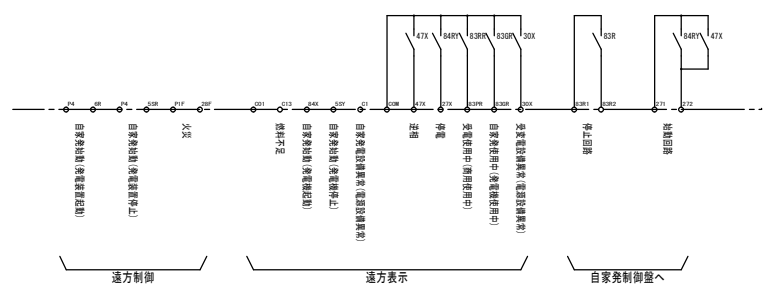 47X
84RY
83RR
83GR
30X
83R
84RY
47X
P4
6R
P4
5SR
P1F
28F
CO1
C13
84X
5SY
C1
COM
47X
27X
83PR
83GR
30X
83R1
83R2
271
272
自家発始動(発電装置起動)
自家発始動(発電装置停止)
火災
燃料不足
自家発始動(発電機起動)
自家発始動(発電機停止)
自家発電設備異常(電源設備異常)
逆相
停電
受電使用中(商用使用中)
自家発使用中(発電機使用中)
受変電設備異常(電源設備異常)
停止回路
始動回路
遠方制御
遠方表示
自家発制御盤へ